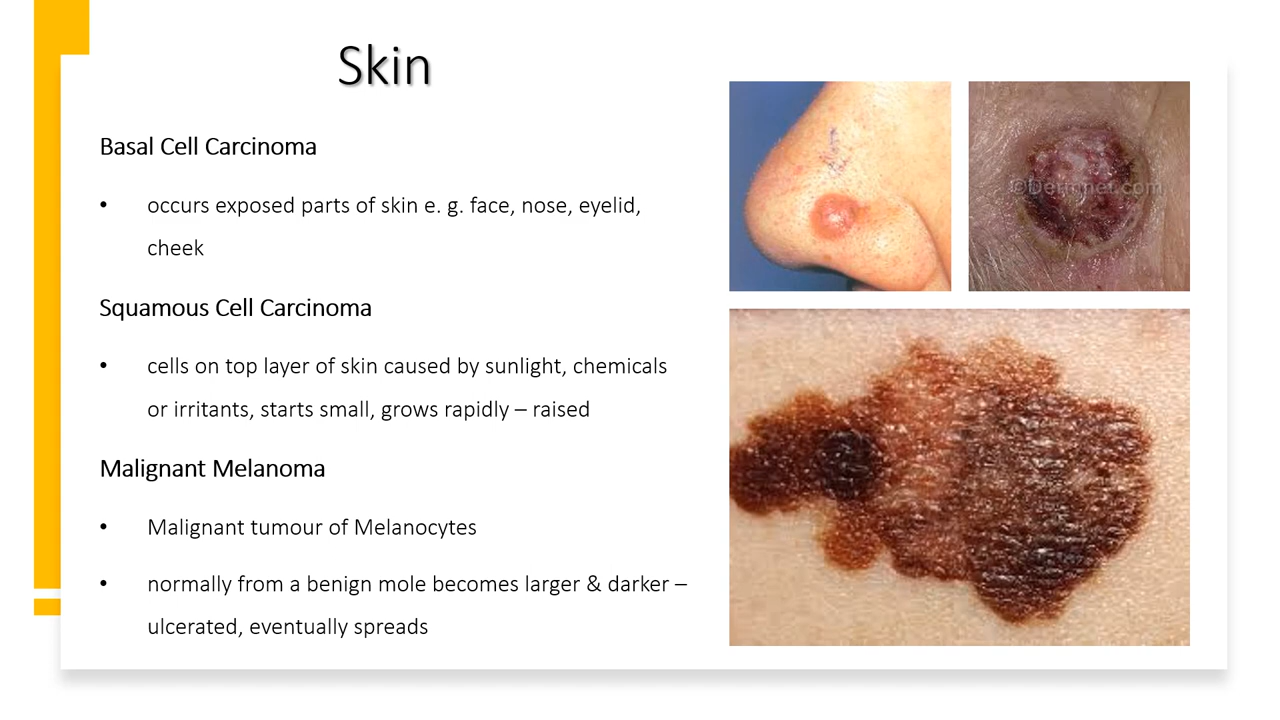 Skin
Basal Cell Carcinoma
• occurs exposed parts of skin e. g. face, nose, eyelid,
cheek
Squamous Cell Carcinoma
• cells on top layer of skin caused by sunlight, chemicals
or irritants, starts small, grows rapidly – raised
Malignant Melanoma
• Malignant tumour of Melanocytes
• normally from a benign mole becomes larger & darker –
ulcerated, eventually spreads
©Dermnet.com